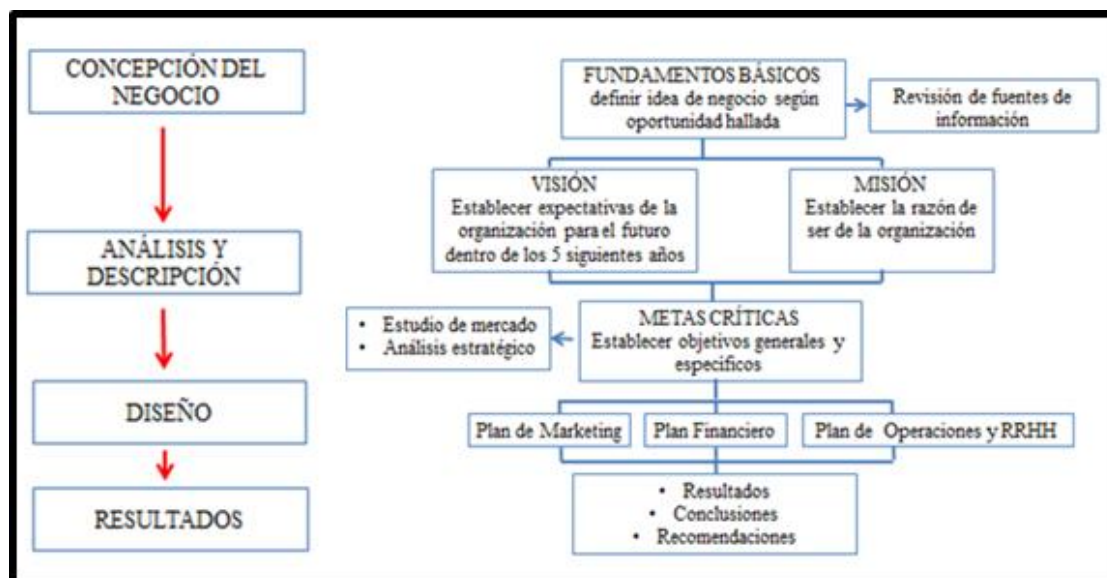 CONCEPCIÓN DEL
NEGOCIO
ANÁLISIS Y
DESCRIPCIÓN
DISEÑO
RESULTADOS
FUNDAMENTOS BÁSICOS
definir idea de negocio según
oportunidad hallada
Revisión de fuentes de
información
VISIÓN
Establecer expectativas de la
organización para el futuro
dentro de los 5 siguientes años
MISIÓN
Establecer la razón de
ser de la organización
• Estudio de mercado
• Análisis estratégico
METAS CRÍTICAS
Establecer objetivos generales y
específicos
Plan de Marketing
Plan Financiero
Plan de Operaciones y RRHH
• Resultados
• Conclusiones
• Recomendaciones